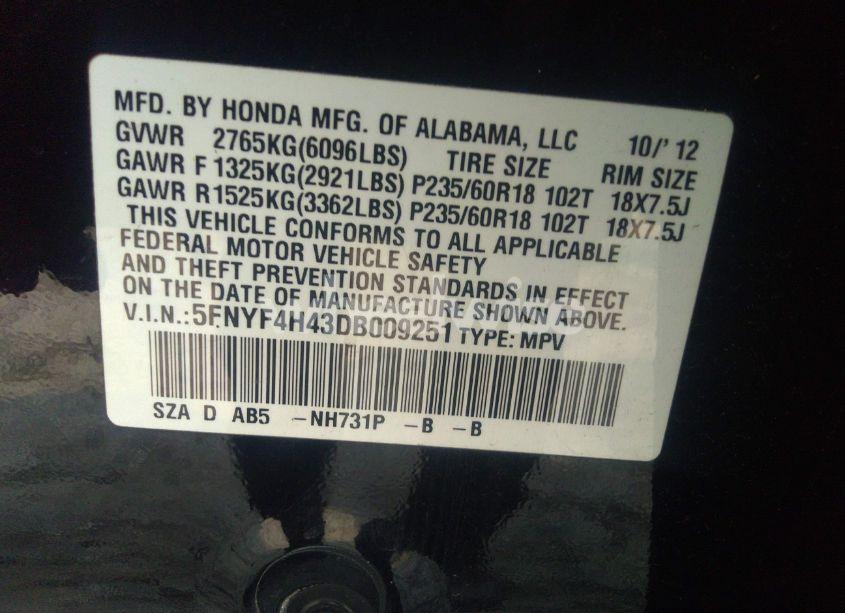 MFD. BY HONDA MFG. OF ALABAMA, LLC 10/' 12
GVWR 2765KG(6096LBS) TIRE SIZE RIM SIZE
GAWR F 1325KG(2921LBS) P235/60R18 102T 18X7.5J
GAWR R1525KG(3362LBS) P235/60R18 102T 18X7.5J
THIS VEHICLE CONFORMS TO ALL APPLICABLE
FEDERAL MOTOR VEHICLE SAFETY
AND THEFT PREVENTION STANDARDS IN EFFECT
ON THE DATE OF MANUFACTURE SHOWN ABOVE.
V.I.N.:5FNYF4H43DB009251 TYPE: MPV
SZA D AB5 -NH731P -B -B